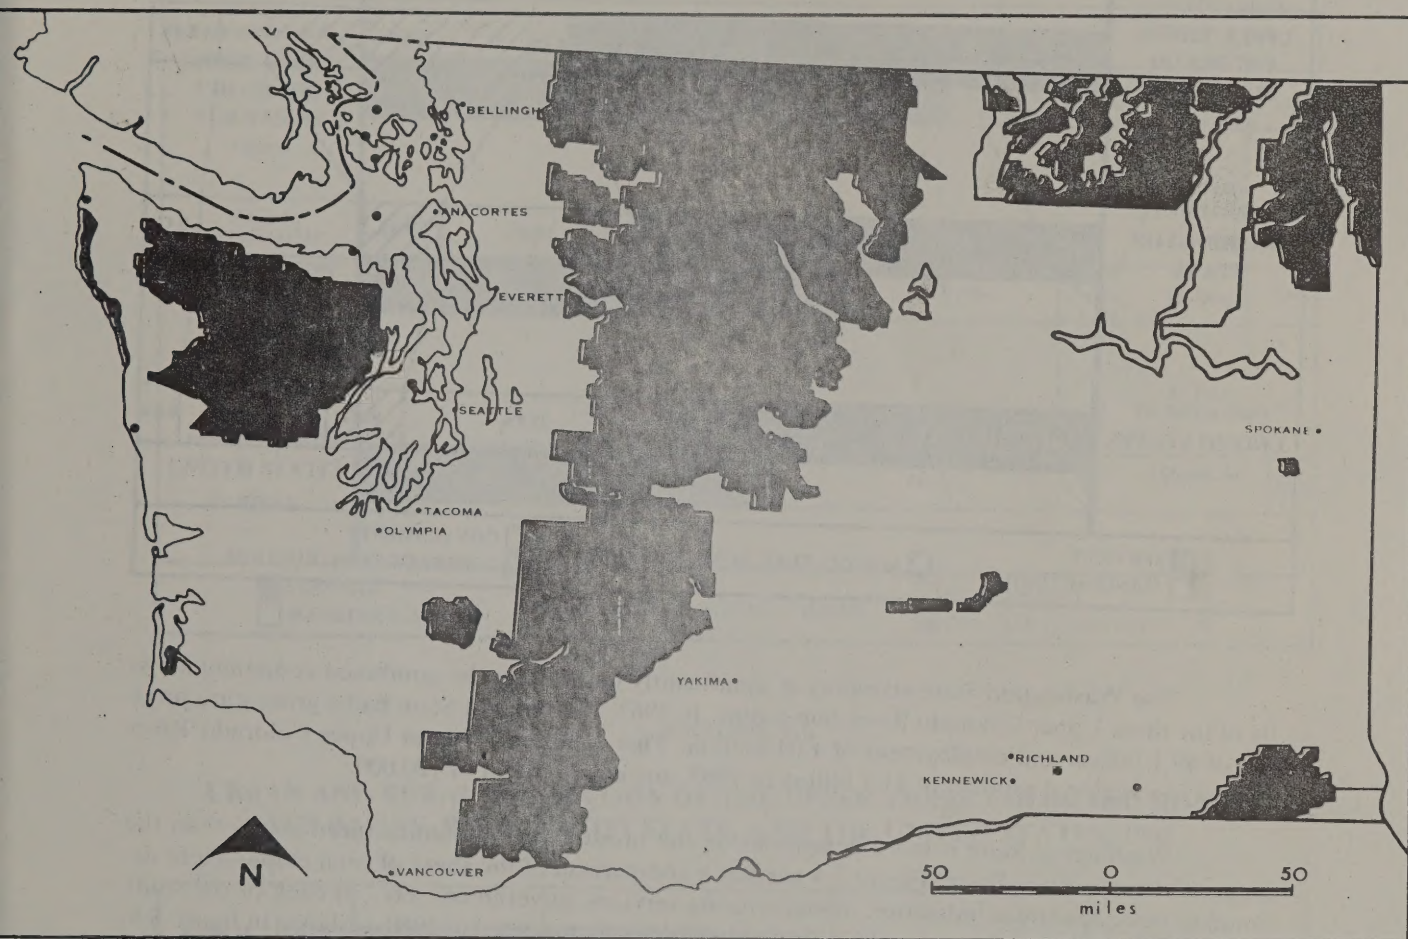 BELLINGH
ANACORTES
EVERETT
SEATTLE
SPOKANE
TACOMA
OLYMPIA
YAKIMA
RICHLAND
KENNEWICK
VANCOUVER
N
50 0 50
miles